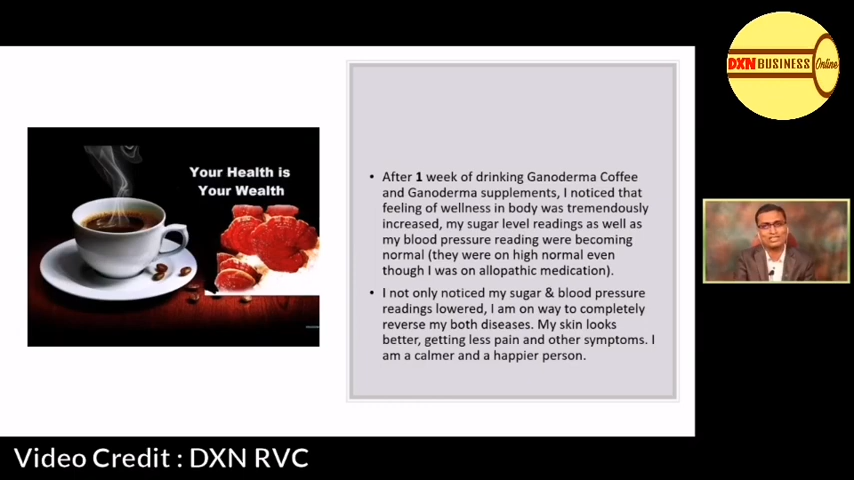 DXN BUSINESS Online
Your Health is
Your Wealth
• After 1 week of drinking Ganoderma Coffee
and Ganoderma supplements, I noticed that
feeling of wellness in body was tremendously
increased, my sugar level readings as well as
my blood pressure reading were becoming
normal (they were on high normal even
though I was on allopathic medication).
• I not only noticed my sugar & blood pressure
readings lowered, I am on way to completely
reverse my both diseases. My skin looks
better, getting less pain and other symptoms. I
am a calmer and a happier person.
Video Credit : DXN RVC